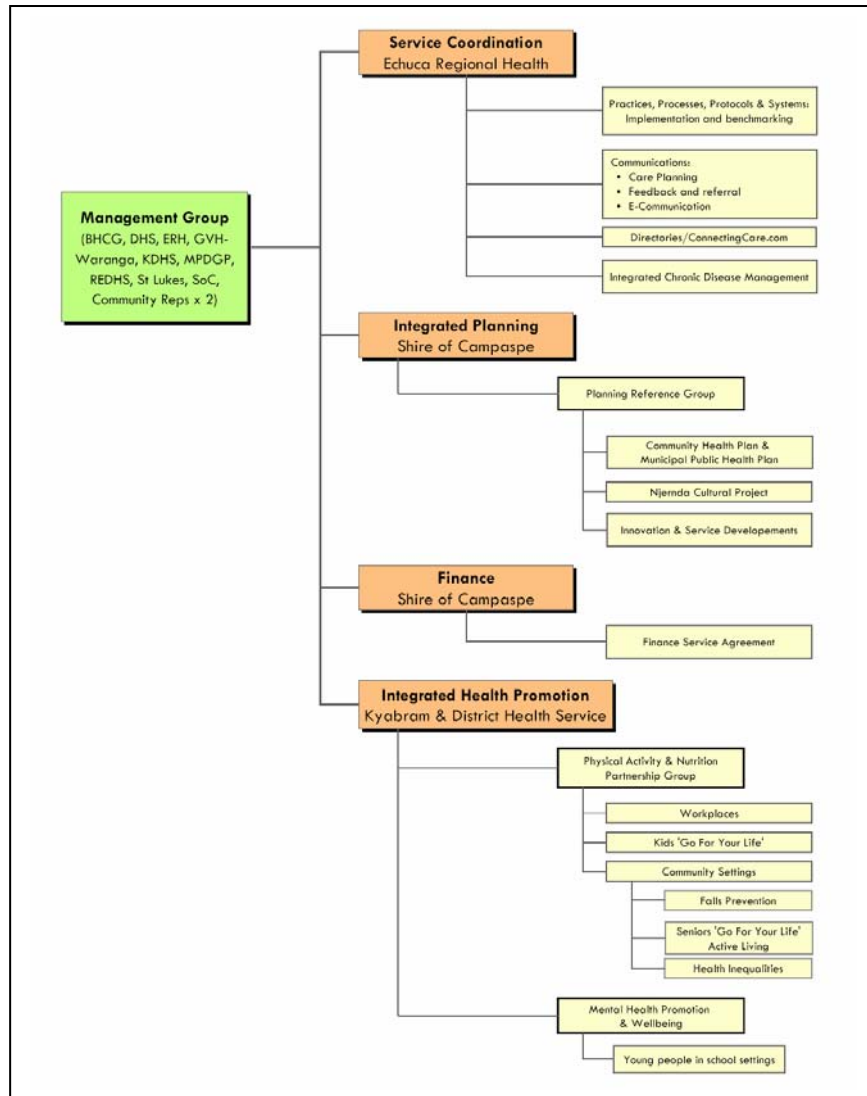 Service Coordination
Echuca Regional Health
Practices, Processes, Protocols & Systems:
Implementation and benchmarking
Communications:
• Care Planning
• Feedback and referral
• E-Communication
Directories/ConnectingCare.com
Integrated Chronic Disease Management
Management Group
(BHCG, DHS, ERH, GVH-
Waranga, KDHS, MPDGP,
REDHS, St Lukes, SoC,
Community Reps x 2)
Integrated Planning
Shire of Campaspe
Planning Reference Group
Community Health Plan &
Municipal Public Health Plan
Njernda Cultural Project
Innovation & Service Developements
Finance
Shire of Campaspe
Finance Service Agreement
Integrated Health Promotion
Kyabram & District Health Service
Physical Activity & Nutrition
Partnership Group
Workplaces
Kids 'Go For Your Life'
Community Settings
Falls Prevention
Seniors 'Go For Your Life'
Active Living
Health Inequalities
Mental Health Promotion
& Wellbeing
Young people in school settings